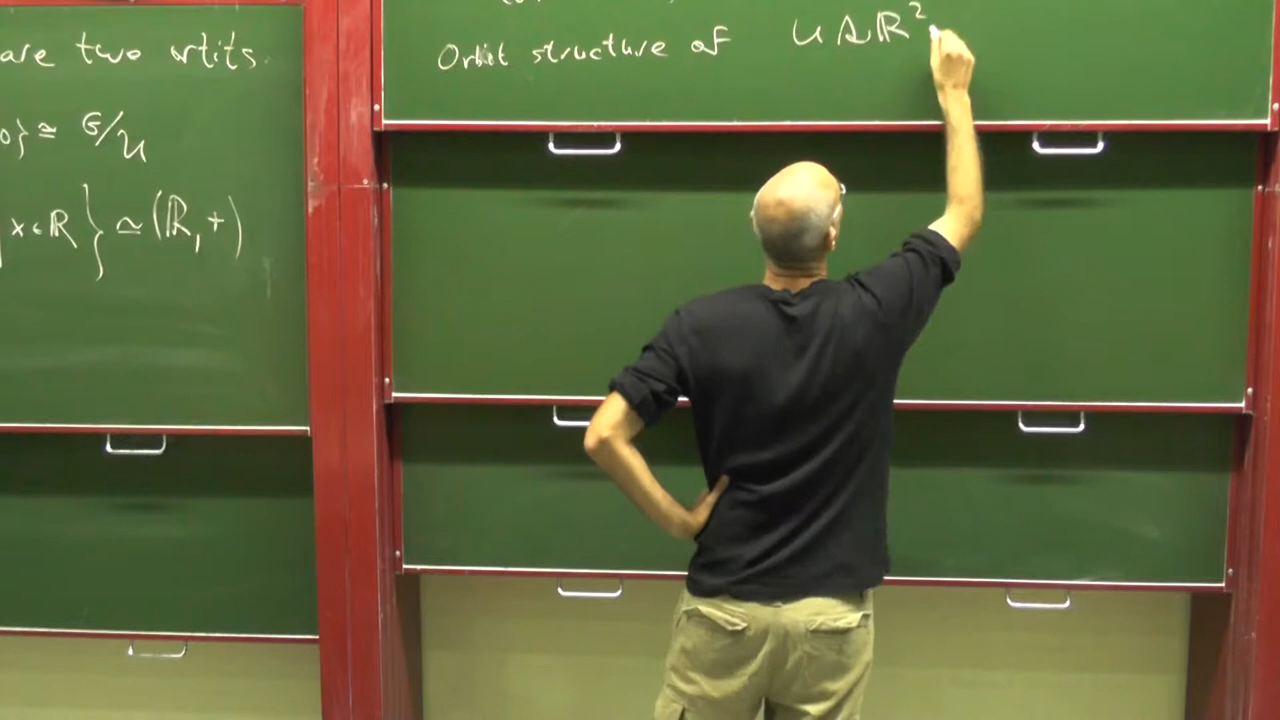 are two orbits.
0} ≅ G/U
x ∈ ℝ } ≃ (ℝ, +)
Orbit structure of U ↷ ℝ²